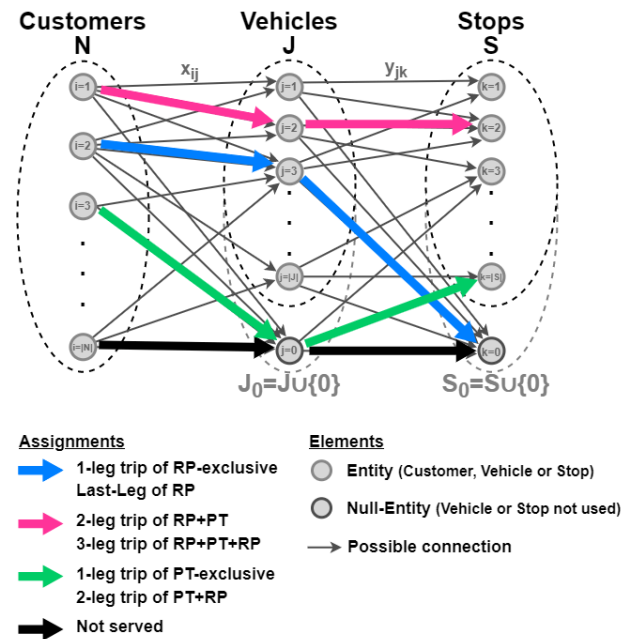 Customers
N
Vehicles
J
Stops
S
x_ij
y_jk
i=1
i=2
i=3
i=|N|
j=1
j=2
j=3
j=|J|
j=0
k=1
k=2
k=3
k=|S|
k=0
J₀=J∪{0}
S₀=S∪{0}
Assignments
1-leg trip of RP-exclusive
Last-Leg of RP
2-leg trip of RP+PT
3-leg trip of RP+PT+RP
1-leg trip of PT-exclusive
2-leg trip of PT+RP
Not served
Elements
Entity (Customer, Vehicle or Stop)
Null-Entity (Vehicle or Stop not used)
Possible connection